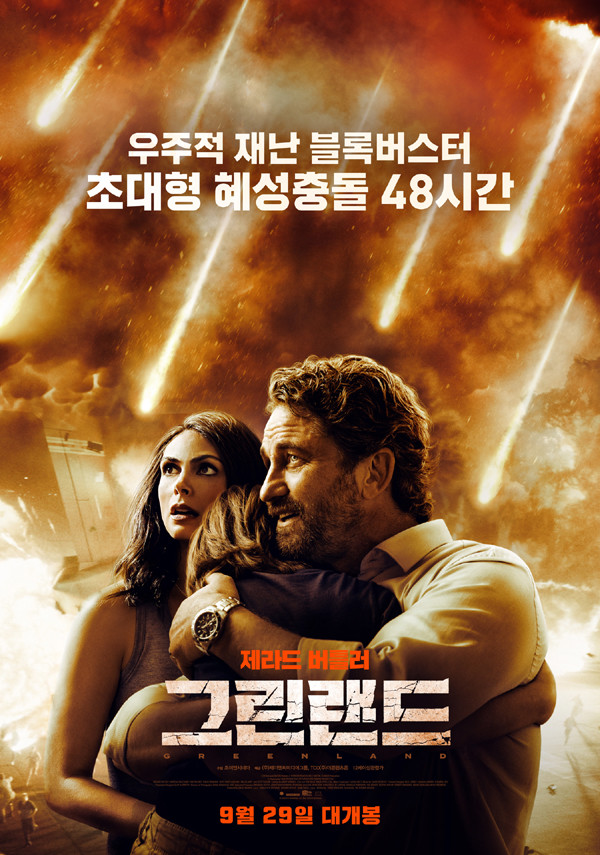 우주적 재난 블록버스터
초대형 혜성충돌 48시간
제라드 버틀러
그린랜드
GREENLAND
9월 29일 대개봉